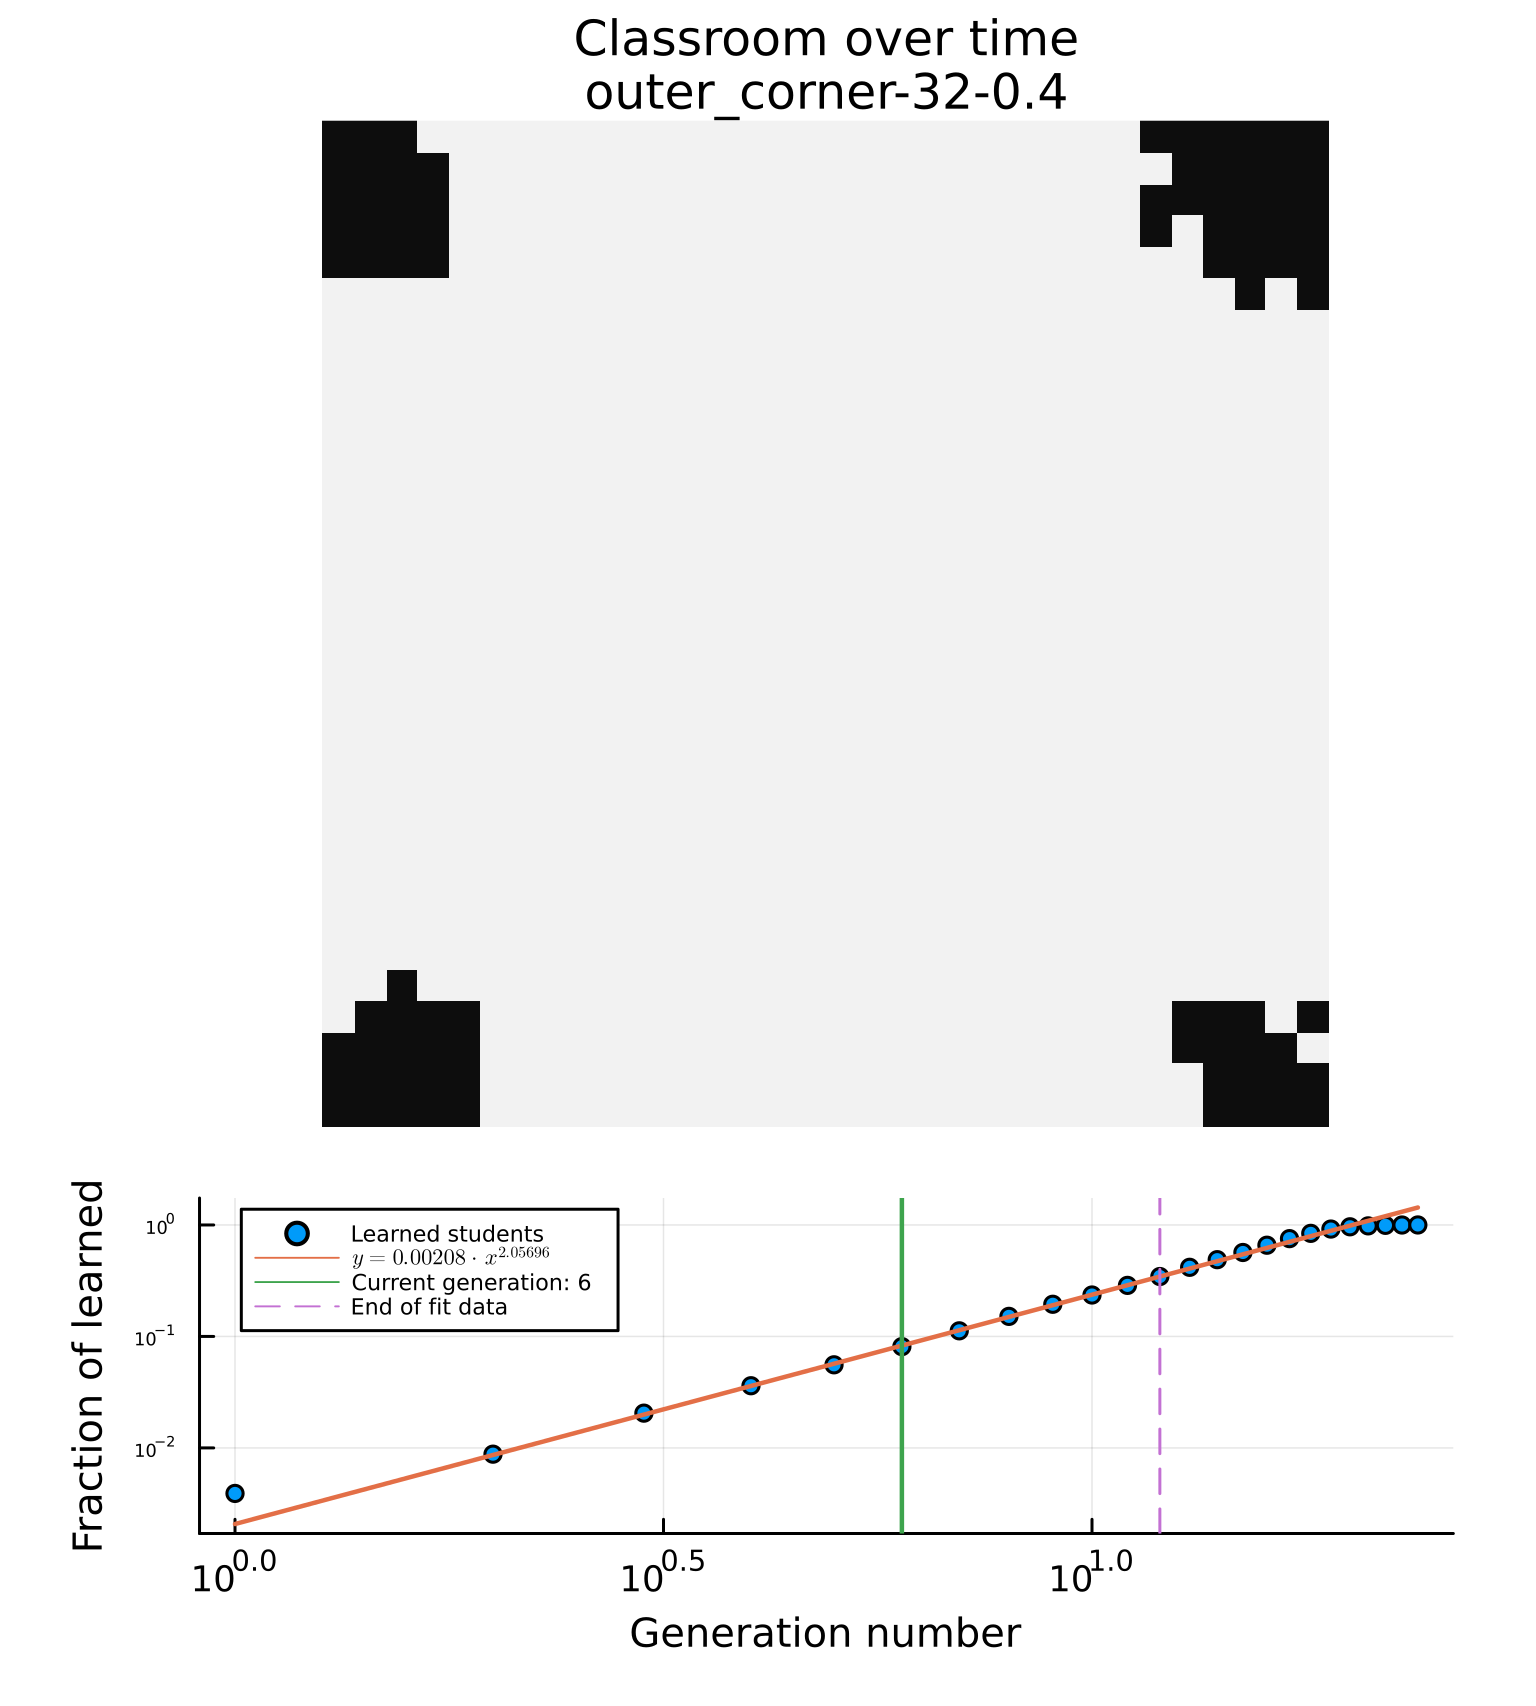 Classroom over time
outer_corner-32-0.4
Fraction of learned
10⁰
10⁻¹
10⁻²
Learned students
y = 0.00208 · x^2.05696
Current generation: 6
End of fit data
10^0.0
10^0.5
10^1.0
Generation number